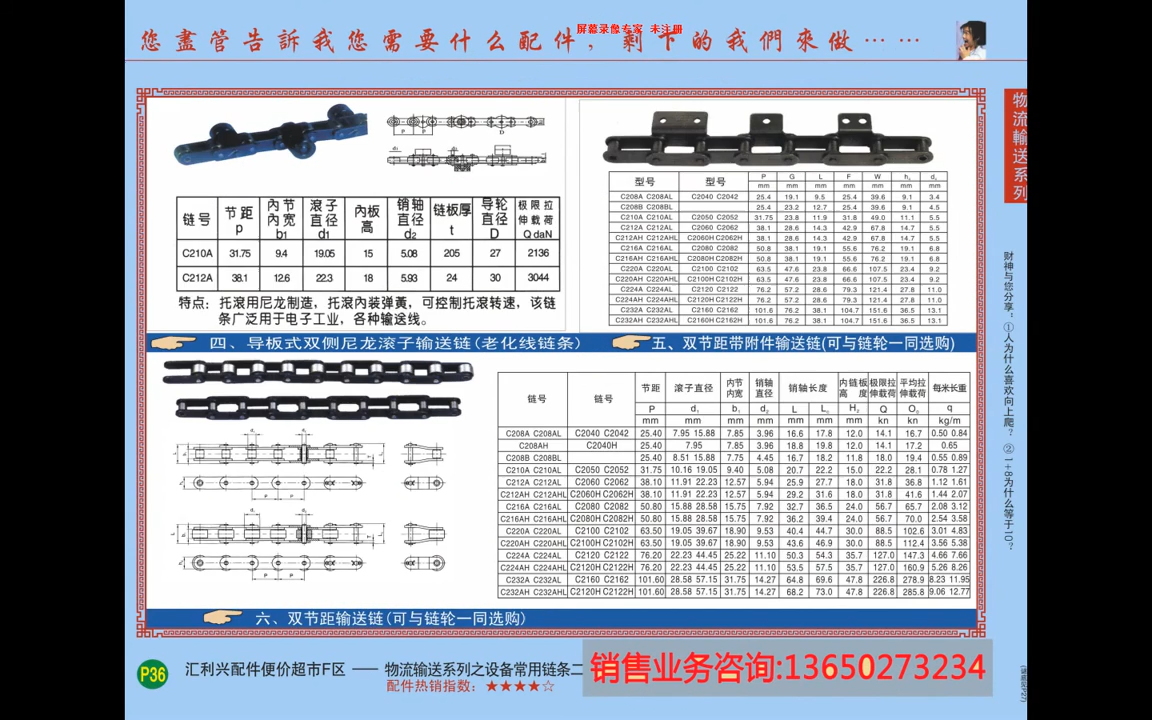 屏幕录像专家 未注册
您盡管告訴我您需要什么配件，剩下的我們來做……
物流輸送系列
链号 节距p 内节内宽b1 滚子直径d1 内板高 销轴直径d2 链板厚t 导轮直径D 极限拉伸载荷Q daN
C210A 31.75 9.4 19.05 15 5.08 205 27 2136
C212A 38.1 12.6 22.3 18 5.93 24 30 3044
特点：托滚用尼龙制造，托滾内装弹簧，可控制托滚转速，该链
条广泛用于电子工业，各种输送线。
型号 型号 P mm G mm L mm F mm W mm h₁ mm d₁ mm
C208A C208AL C2040 C2042 25.4 19.1 9.5 25.4 39.6 9.1 3.4
C208B C208BL 25.4 23.2 12.7 25.4 39.6 9.1 4.5
C210A C210AL C2050 C2052 31.75 23.8 11.9 31.8 49.0 11.1 5.5
C212A C212AL C2060 C2062 38.1 28.6 14.3 42.9 67.8 14.7 5.5
C212AH C212AHL C2060H C2062H 38.1 28.6 14.3 42.9 67.8 14.7 5.5
C216A C216AL C2080 C2082 50.8 38.1 19.1 55.6 76.2 19.1 6.8
C216AH C216AHL C2080H C2082H 50.8 38.1 19.1 55.6 76.2 19.1 6.8
C220A C220AL C2100 C2102 63.5 47.6 23.8 66.6 107.5 23.4 9.2
C220AH C220AHL C2100H C2102H 63.5 47.6 23.8 66.6 107.5 23.4 9.2
C224A C224AL C2120 C2122 76.2 57.2 28.6 79.3 121.4 27.8 11.0
C224AH C224AHL C2120H C2122H 76.2 57.2 28.6 79.3 121.4 27.8 11.0
C232A C232AL C2160 C2162 101.6 76.2 38.1 104.7 151.6 36.5 13.1
C232AH C232AHL C2160H C2162H 101.6 76.2 38.1 104.7 151.6 36.5 13.1
四、导板式双侧尼龙滚子输送链(老化线链条)
五、双节距带附件输送链(可与链轮一同选购)
链号 链号 节距 滚子直径 内节内宽 销轴直径 销轴长度 内链板高度 极限拉伸载荷 平均拉伸载荷 每米长重
P d₁ b₁ d₂ L L₀ H₂ Q O₀ q
mm mm mm mm mm mm mm kn kn kg/m
C208A C208AL C2040 C2042 25.40 7.95 15.88 7.85 3.96 16.6 17.8 12.0 14.1 16.7 0.50 0.84
C208AH C2040H 25.40 7.95 7.85 3.96 18.8 19.8 12.0 14.1 17.2 0.65
C208B C208BL 25.40 8.51 15.88 7.75 4.45 16.7 18.2 11.8 18.0 19.4 0.55 0.89
C210A C210AL C2050 C2052 31.75 10.16 19.05 9.40 5.08 20.7 22.2 15.0 22.2 28.1 0.78 1.27
C212A C212AL C2060 C2062 38.10 11.91 22.23 12.57 5.94 25.9 27.7 18.0 31.8 36.8 1.12 1.61
C212AH C212AHL C2060H C2062H 38.10 11.91 22.23 12.57 5.94 29.2 31.6 18.0 31.8 41.6 1.44 2.07
C216A C216AL C2080 C2082 50.80 15.88 28.58 15.75 7.92 32.7 36.5 24.0 56.7 65.7 2.08 3.12
C216AH C216AHL C2080H C2082H 50.80 15.88 28.58 15.75 7.92 36.2 39.4 24.0 56.7 70.0 2.54 3.58
C220A C220AL C2100 C2102 63.50 19.05 39.67 18.90 9.53 40.4 44.7 30.0 88.5 102.6 3.01 4.83
C220AH C220AHL C2100H C2102H 63.50 19.05 39.67 18.90 9.53 43.6 46.9 30.0 88.5 112.4 3.56 5.38
C224A C224AL C2120 C2122 76.20 22.23 44.45 25.22 11.10 50.3 54.3 35.7 127.0 147.3 4.66 7.66
C224AH C224AHL C2120H C2122H 76.20 22.23 44.45 25.22 11.10 53.5 57.5 35.7 127.0 160.9 5.26 8.26
C232A C232AL C2160 C2162 101.60 28.58 57.15 31.75 14.27 64.8 69.6 47.8 226.8 278.9 8.23 11.95
C232AH C232AHL C2120H C2122H 101.60 28.58 57.15 31.75 14.27 68.2 73.0 47.8 226.8 285.8 9.06 12.77
六、双节距输送链(可与链轮一同选购)
财神与您分享：①人为什么喜欢向上爬？②1+8为什么等于10？
P36
汇利兴配件便价超市F区 —— 物流输送系列之设备常用链条二
配件热销指数：★★★★☆
销售业务咨询:13650273234